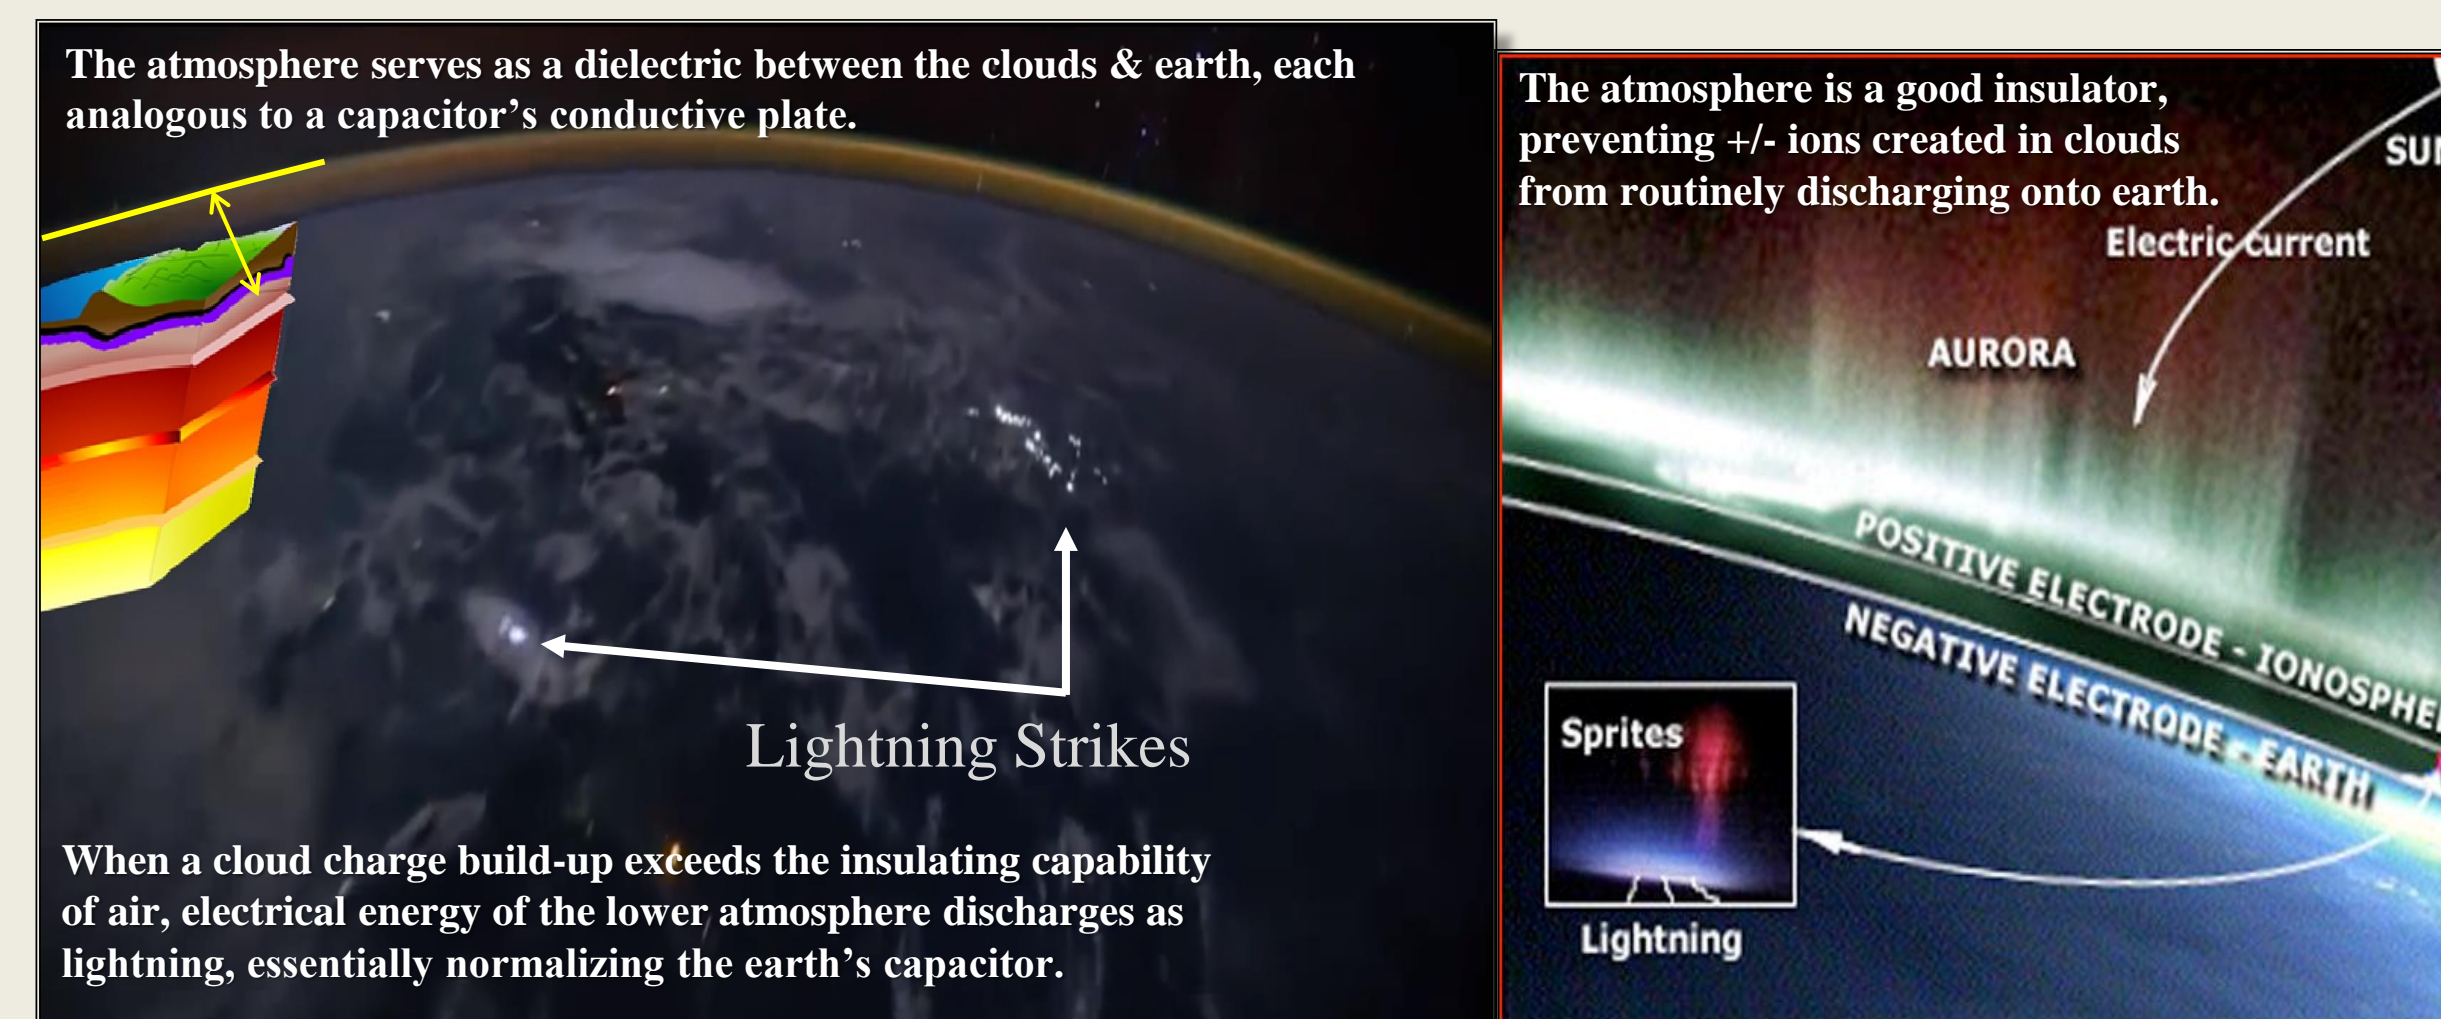 The atmosphere serves as a dielectric between the clouds & earth, each
analogous to a capacitor’s conductive plate.
Lightning Strikes
When a cloud charge build-up exceeds the insulating capability
of air, electrical energy of the lower atmosphere discharges as
lightning, essentially normalizing the earth’s capacitor.
The atmosphere is a good insulator,
preventing +/- ions created in clouds
from routinely discharging onto earth.
Electric current
AURORA
POSITIVE ELECTRODE -
NEGATIVE ELECTRODE - EARTH
Sprites
Lightning